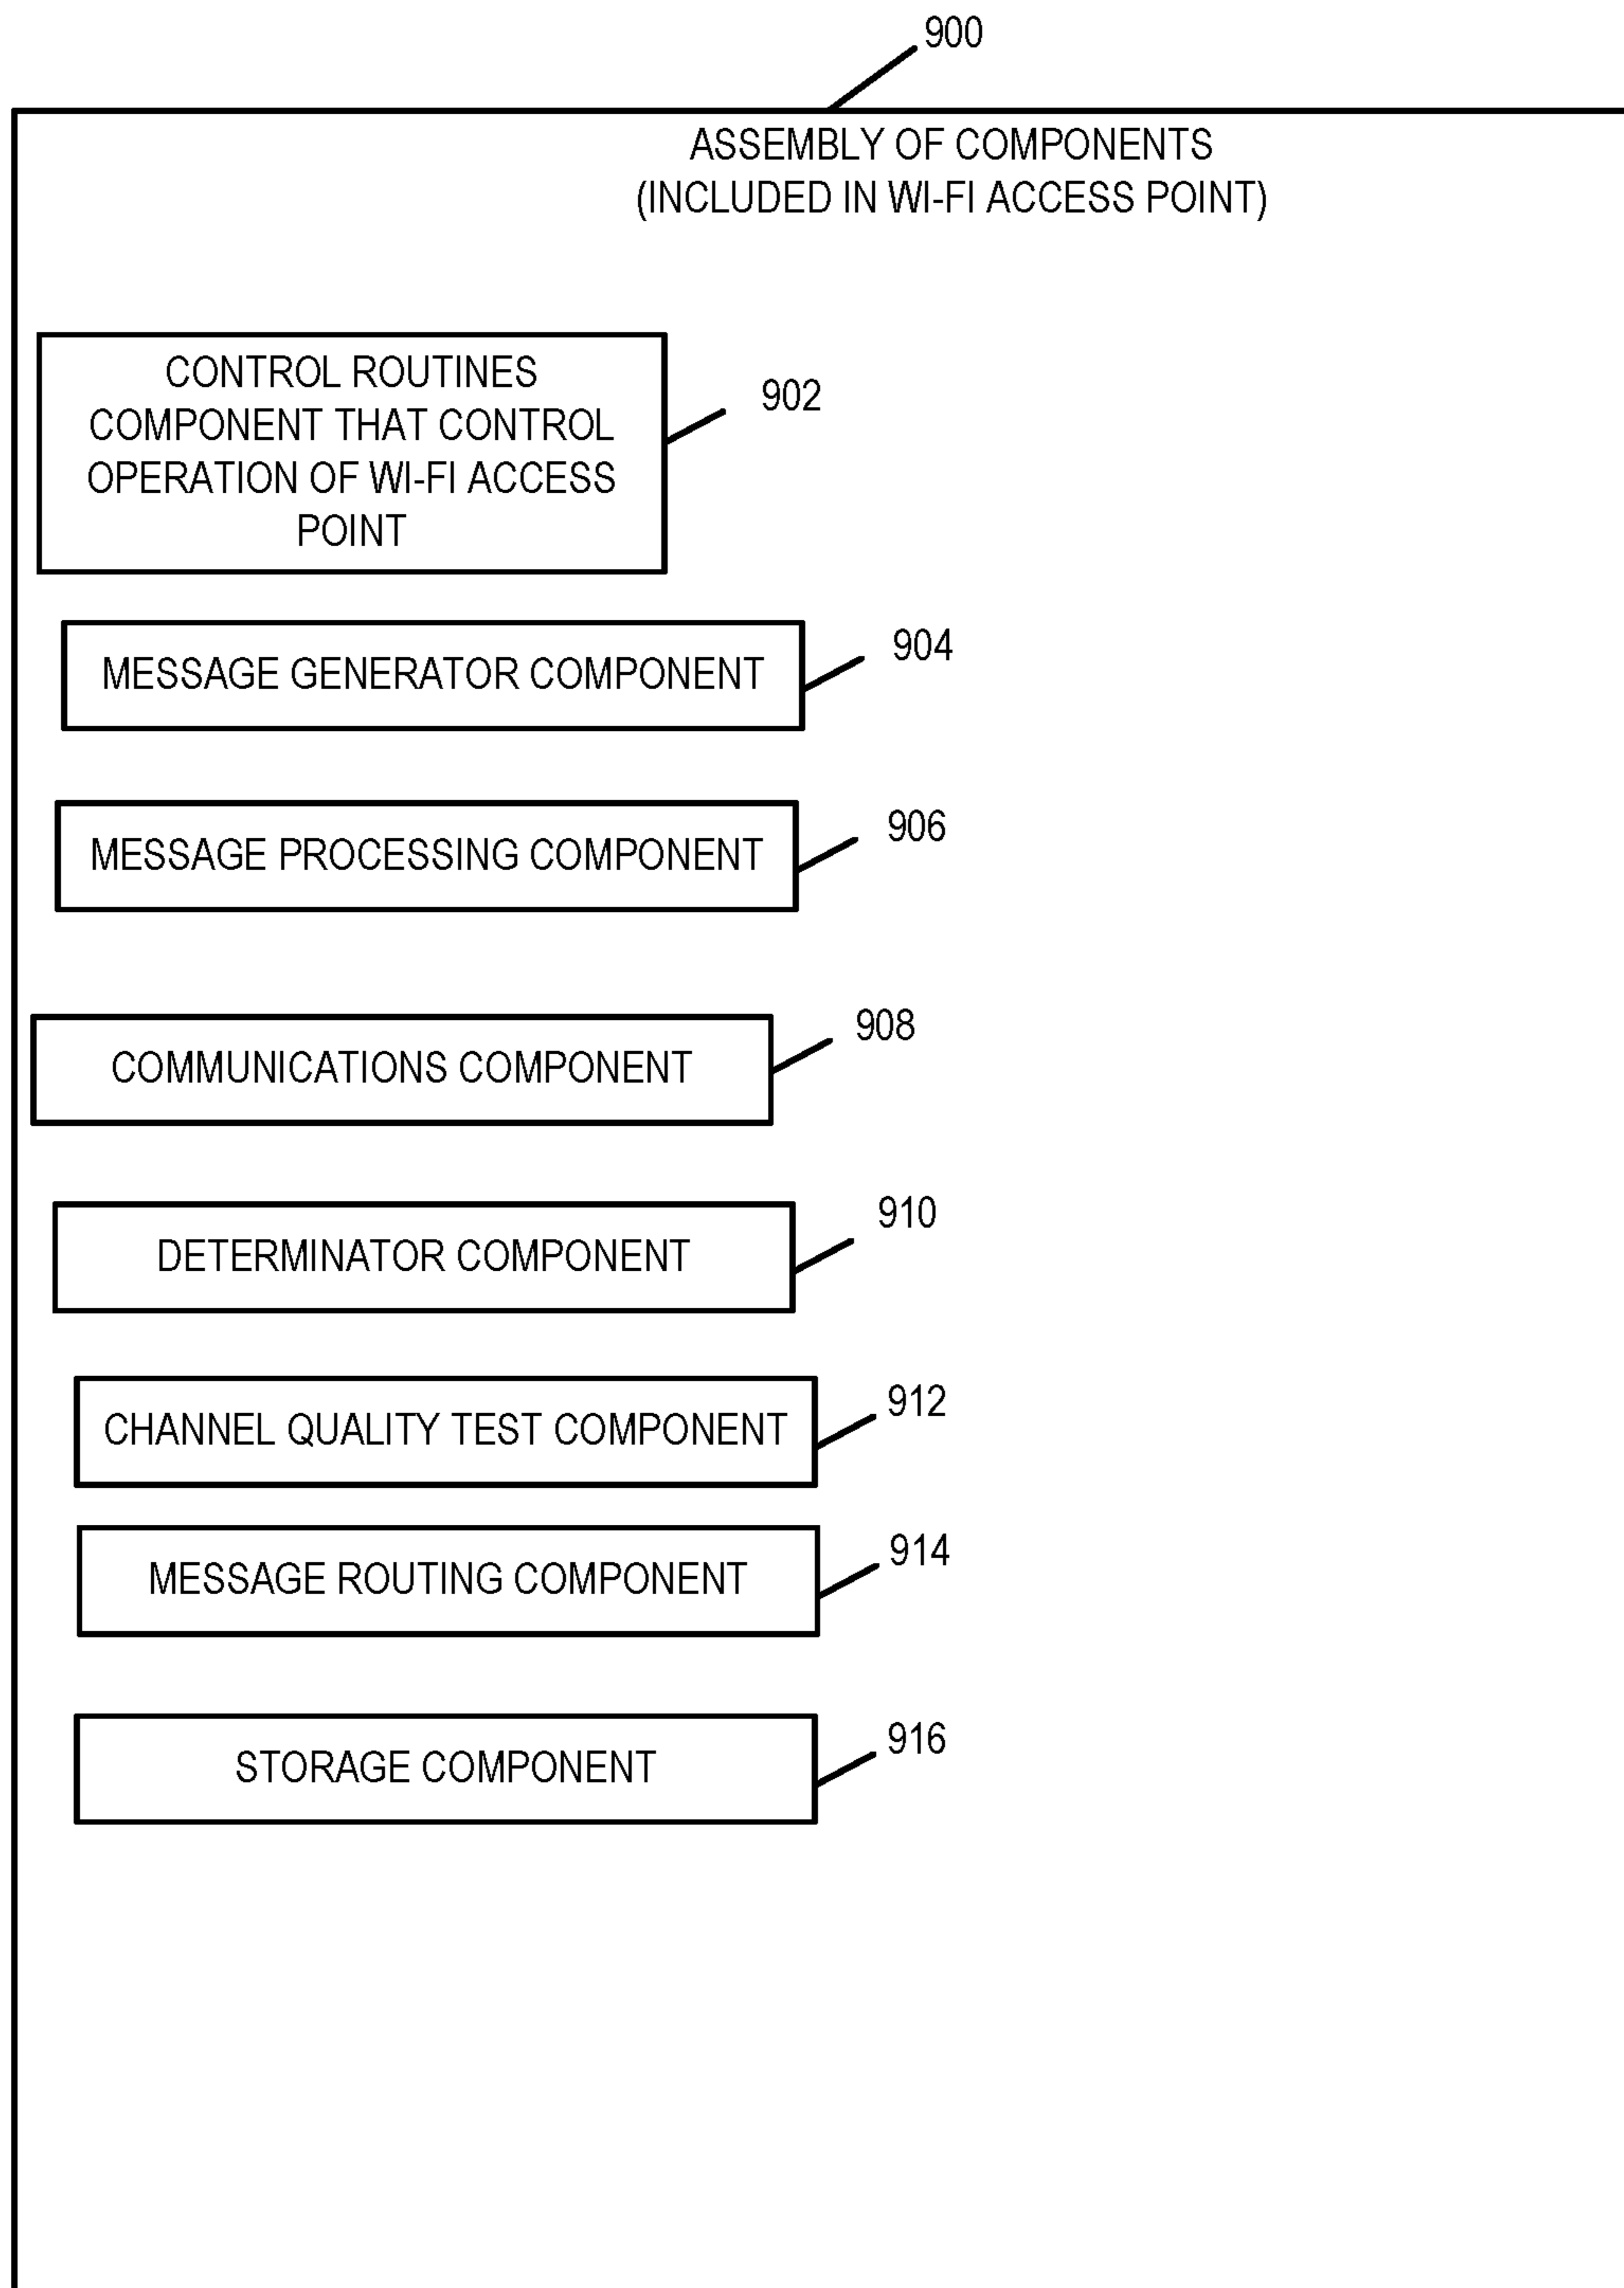 900
ASSEMBLY OF COMPONENTS
(INCLUDED IN WI-FI ACCESS POINT)
CONTROL ROUTINES
COMPONENT THAT CONTROL
OPERATION OF WI-FI ACCESS
POINT
902
MESSAGE GENERATOR COMPONENT
904
MESSAGE PROCESSING COMPONENT
906
COMMUNICATIONS COMPONENT
908
DETERMINATOR COMPONENT
910
CHANNEL QUALITY TEST COMPONENT
912
MESSAGE ROUTING COMPONENT
914
STORAGE COMPONENT
916